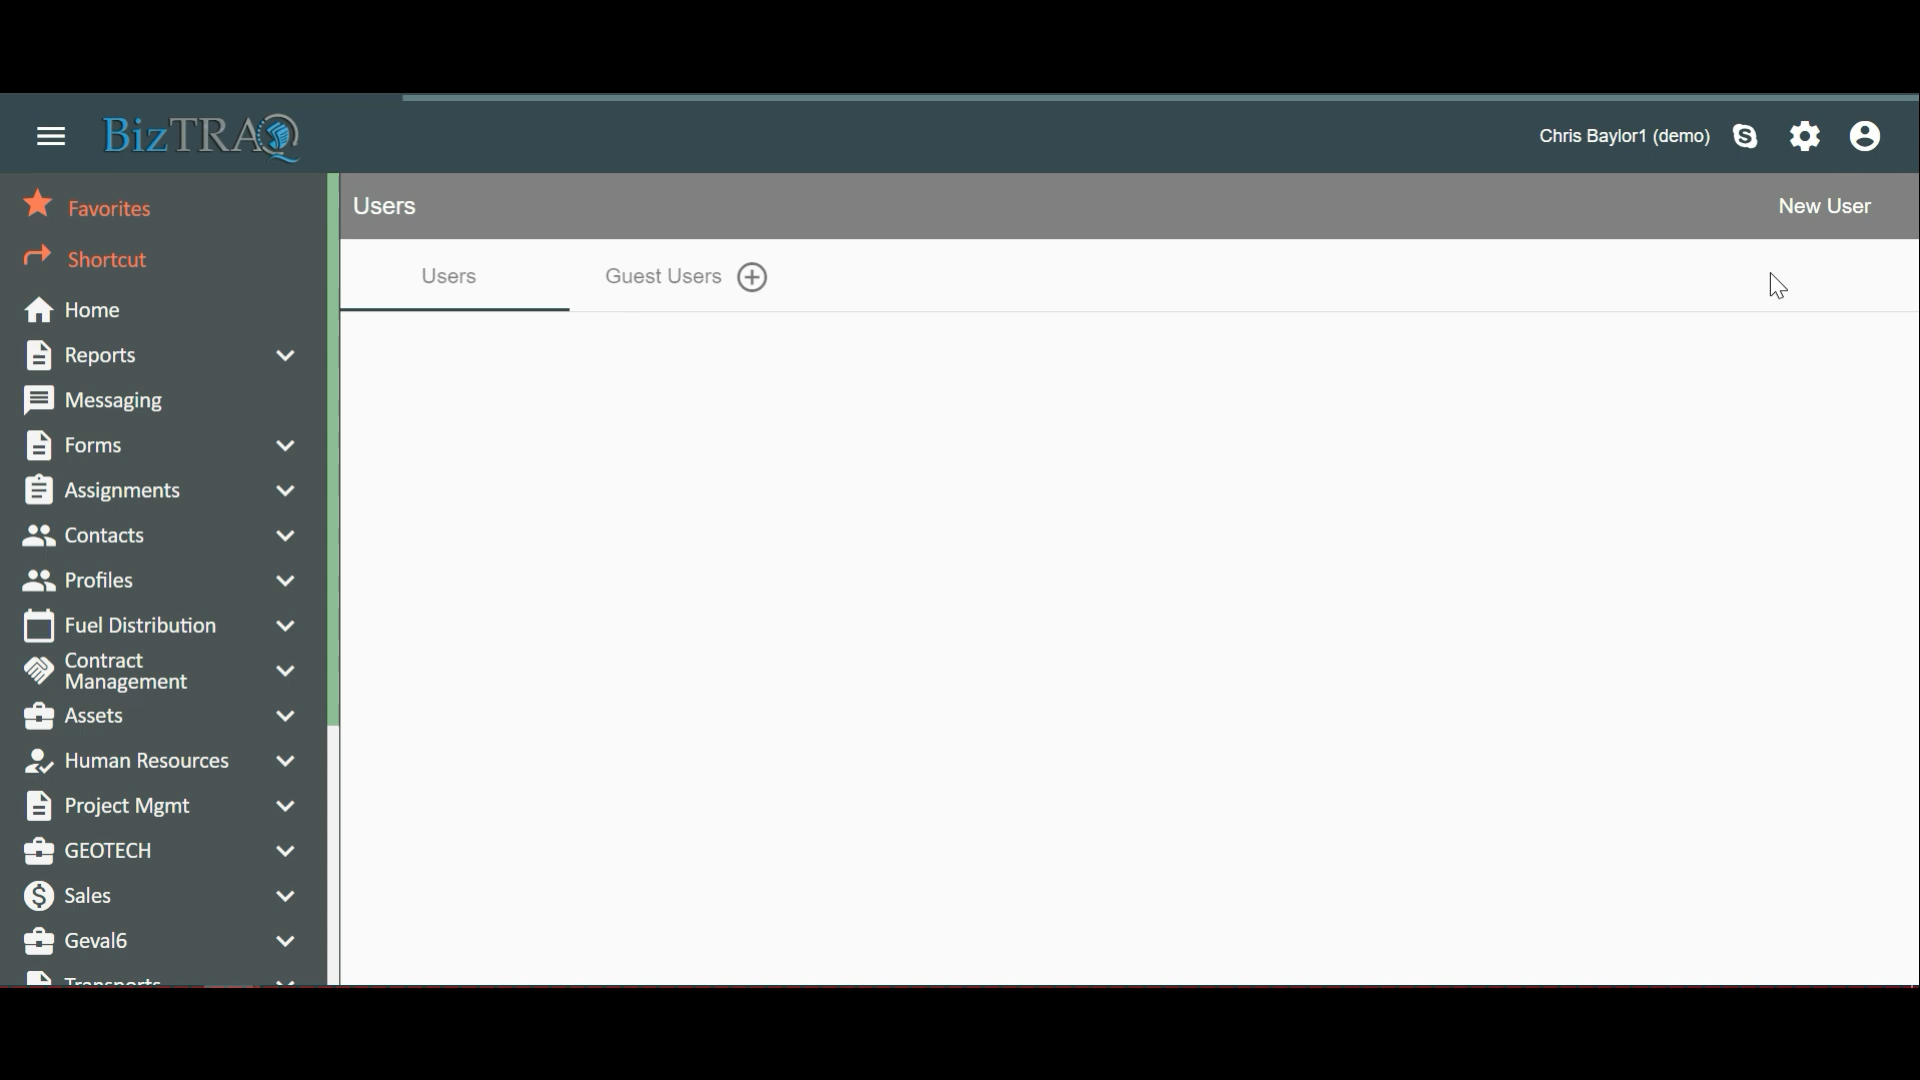 BizTRAQ
Chris Baylor1 (demo)
Favorites
Shortcut
Home
Reports
Messaging
Forms
Assignments
Contacts
Profiles
Fuel Distribution
Contract
Management
Assets
Human Resources
Project Mgmt
GEOTECH
Sales
Geval6
Transports
Users
New User
Users
Guest Users